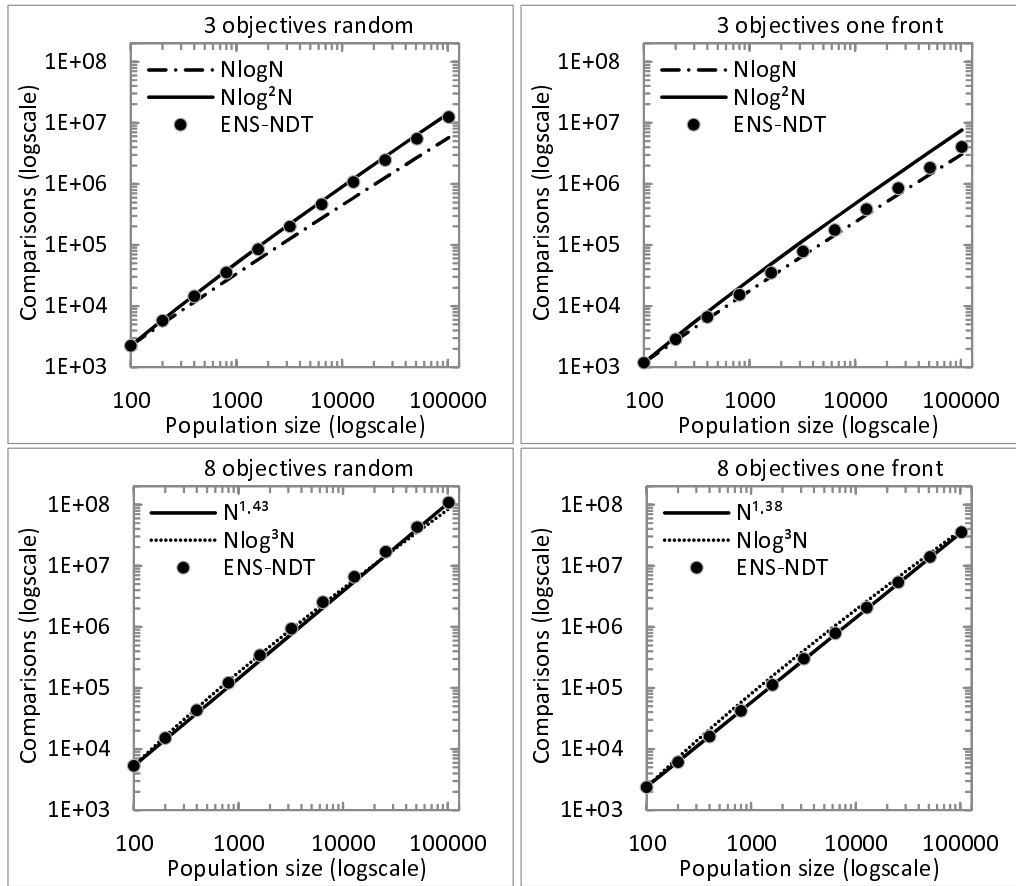 3 objectives random
1E+08
1E+07
1E+06
1E+05
1E+04
1E+03
Comparisons (logscale)
NlogN
Nlog²N
ENS-NDT
100 1000 10000 100000
Population size (logscale)
3 objectives one front
1E+08
1E+07
1E+06
1E+05
1E+04
1E+03
Comparisons (logscale)
NlogN
Nlog²N
ENS-NDT
100 1000 10000 100000
Population size (logscale)
8 objectives random
1E+08
1E+07
1E+06
1E+05
1E+04
1E+03
Comparisons (logscale)
N¹,⁴³
Nlog³N
ENS-NDT
100 1000 10000 100000
Population size (logscale)
8 objectives one front
1E+08
1E+07
1E+06
1E+05
1E+04
1E+03
Comparisons (logscale)
N¹,³⁸
Nlog³N
ENS-NDT
100 1000 10000 100000
Population size (logscale)